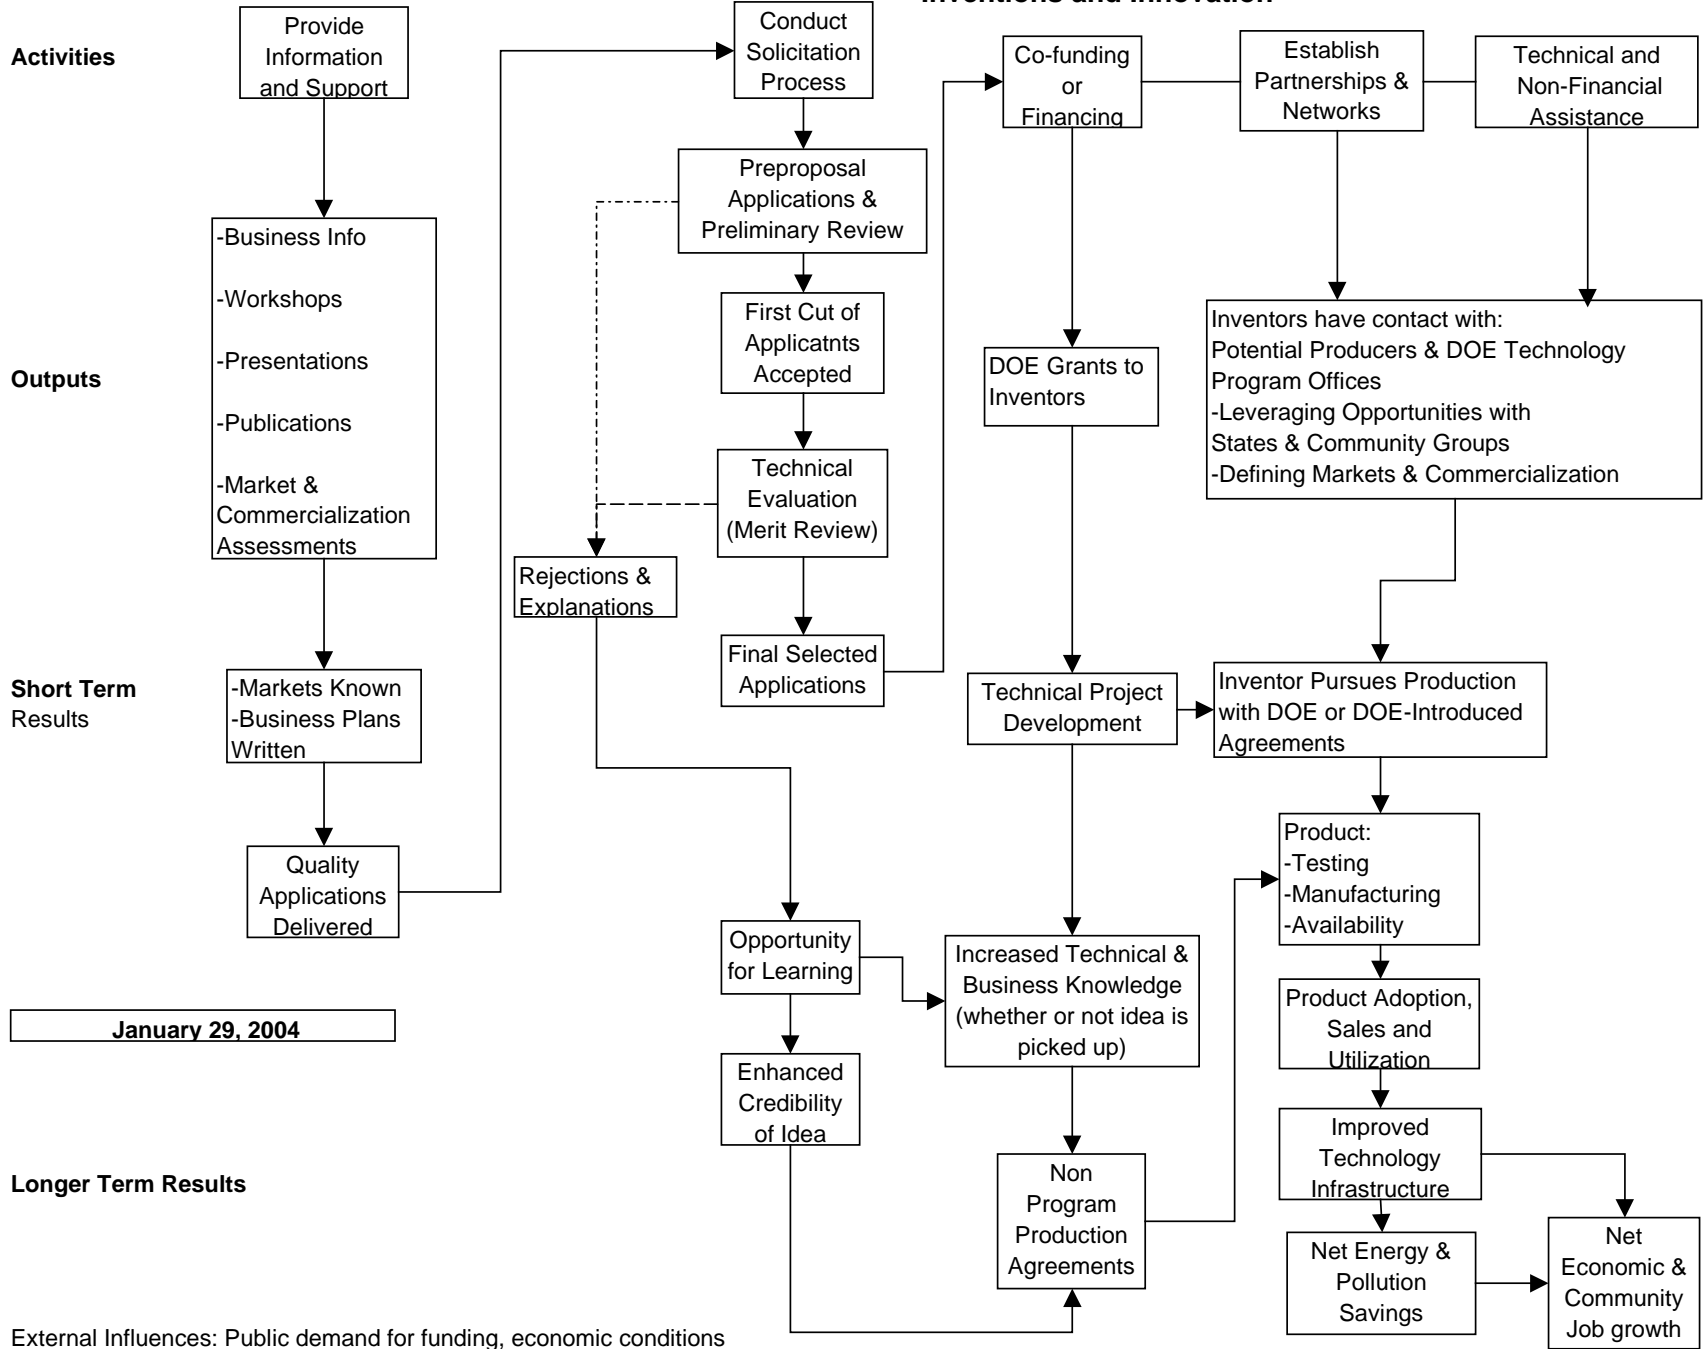 Inventions and Innovation
Activities
Provide
Information
and Support
Conduct
Solicitation
Process
Co-funding
or
Financing
Establish
Partnerships &
Networks
Technical and
Non-Financial
Assistance
Preproposal
Applications &
Preliminary Review
Outputs
-Business Info
-Workshops
-Presentations
-Publications
-Market &
Commercialization
Assessments
First Cut of
Applicatnts
Accepted
DOE Grants to
Inventors
Inventors have contact with:
Potential Producers & DOE Technology
Program Offices
-Leveraging Opportunities with
States & Community Groups
-Defining Markets & Commercialization
Technical
Evaluation
(Merit Review)
Rejections &
Explanations
Final Selected
Applications
Short Term
Results
-Markets Known
-Business Plans
Written
Technical Project
Development
Inventor Pursues Production
with DOE or DOE-Introduced
Agreements
Quality
Applications
Delivered
Product:
-Testing
-Manufacturing
-Availability
Opportunity
for Learning
Increased Technical &
Business Knowledge
(whether or not idea is
picked up)
Product Adoption,
Sales and
Utilization
January 29, 2004
Enhanced
Credibility
of Idea
Improved
Technology
Infrastructure
Longer Term Results
Non
Program
Production
Agreements
Net Energy &
Pollution
Savings
Net
Economic &
Community
Job growth
External Influences: Public demand for funding, economic conditions